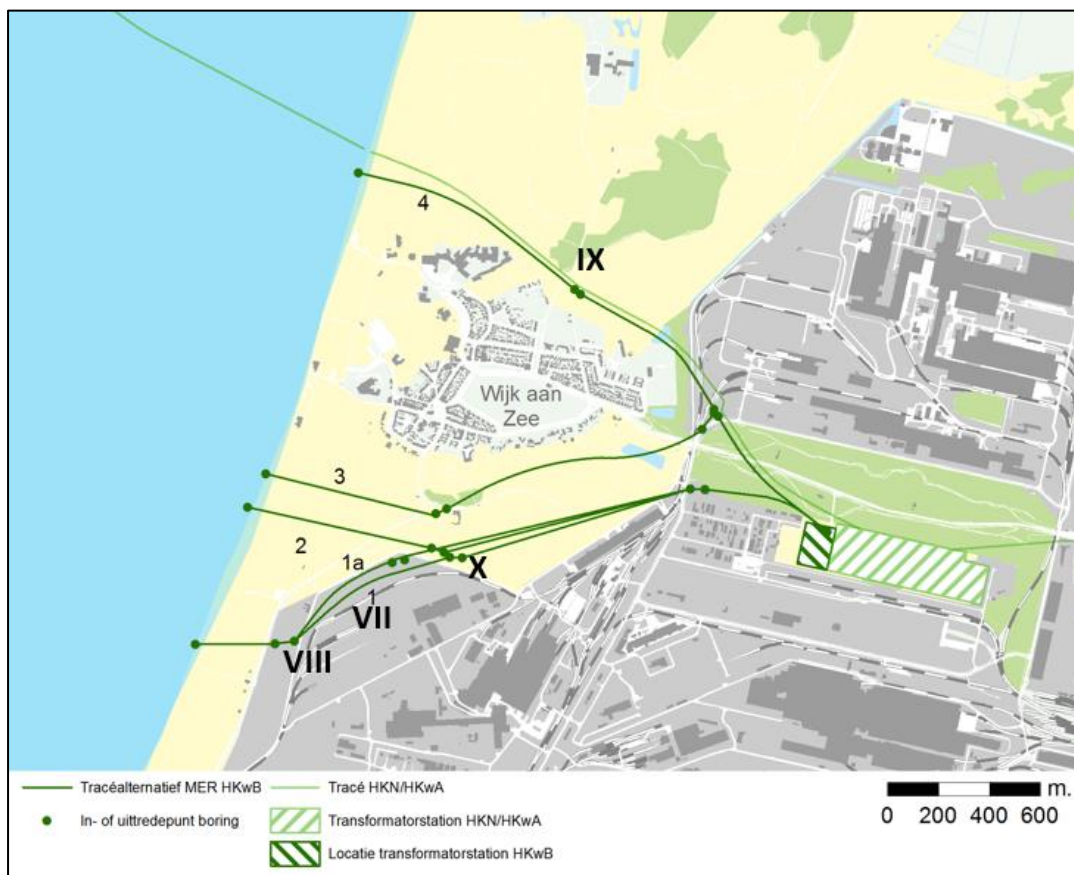 4
IX
Wijk aan
Zee
3
2
1a
X
1
VII
VIII
Tracéalternatief MER HKwB
Tracé HKN/HKwA
In- of uittredepunt boring
Transformatorstation HKN/HKwA
Locatie transformatorstation HKwB
m.
0 200 400 600